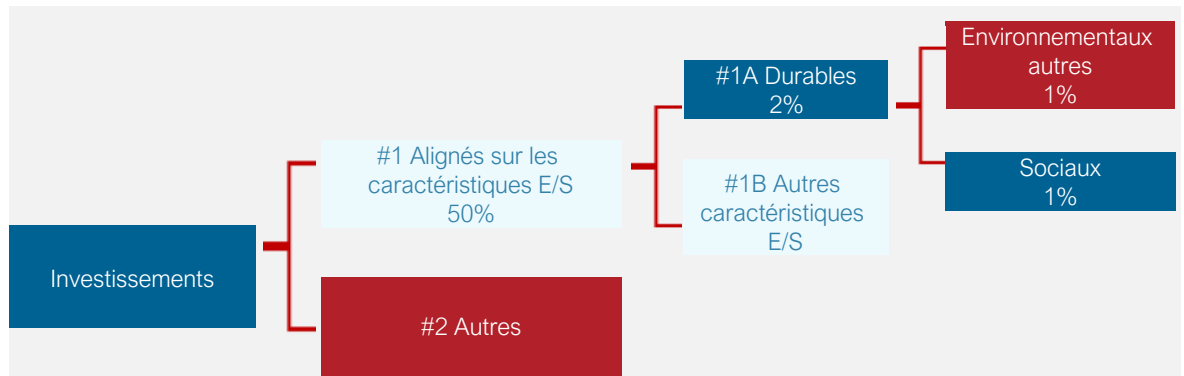 Investissements
#1 Alignés sur les
caractéristiques E/S
50%
#2 Autres
#1A Durables
2%
#1B Autres
caractéristiques
E/S
Environnementaux
autres
1%
Sociaux
1%